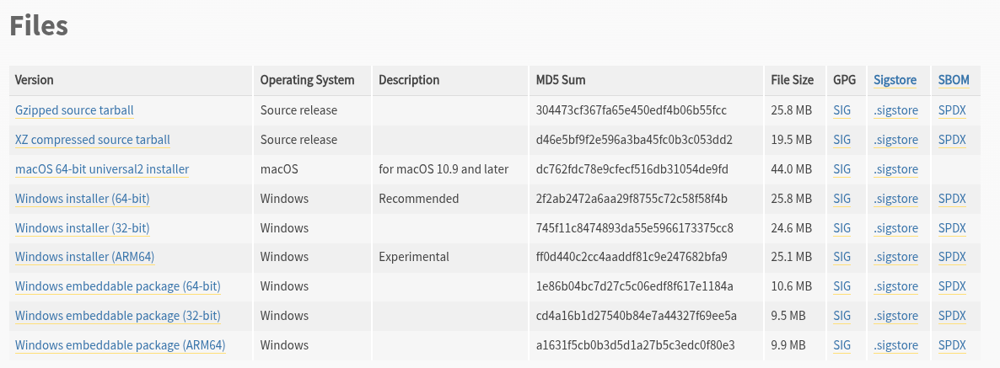 Files
Version Operating System Description MD5 Sum File Size GPG Sigstore SBOM
Gzipped source tarball Source release 304473cf367fa65e450edf4b06b55fcc 25.8 MB SIG .sigstore SPDX
XZ compressed source tarball Source release d46e5bf9f2e596a3ba45fc0b3c053dd2 19.5 MB SIG .sigstore SPDX
macOS 64-bit universal2 installer macOS for macOS 10.9 and later dc762fdc78e9cfecf516db31054de9fd 44.0 MB SIG .sigstore
Windows installer (64-bit) Windows Recommended 2f2ab2472a6aa29f8755c72c58f58f4b 25.8 MB SIG .sigstore SPDX
Windows installer (32-bit) Windows 745f11c8474893da55e5966173375cc8 24.6 MB SIG .sigstore SPDX
Windows installer (ARM64) Windows Experimental ff0d440c2cc4aaddf81c9e247682bfa9 25.1 MB SIG .sigstore SPDX
Windows embeddable package (64-bit) Windows 1e86b04bc7d27c5c06edf8f617e1184a 10.6 MB SIG .sigstore SPDX
Windows embeddable package (32-bit) Windows cd4a16b1d27540b84e7a44327f69ee5a 9.5 MB SIG .sigstore SPDX
Windows embeddable package (ARM64) Windows a1631f5cb0b3d5d1a27b5c3edc0f80e3 9.9 MB SIG .sigstore SPDX